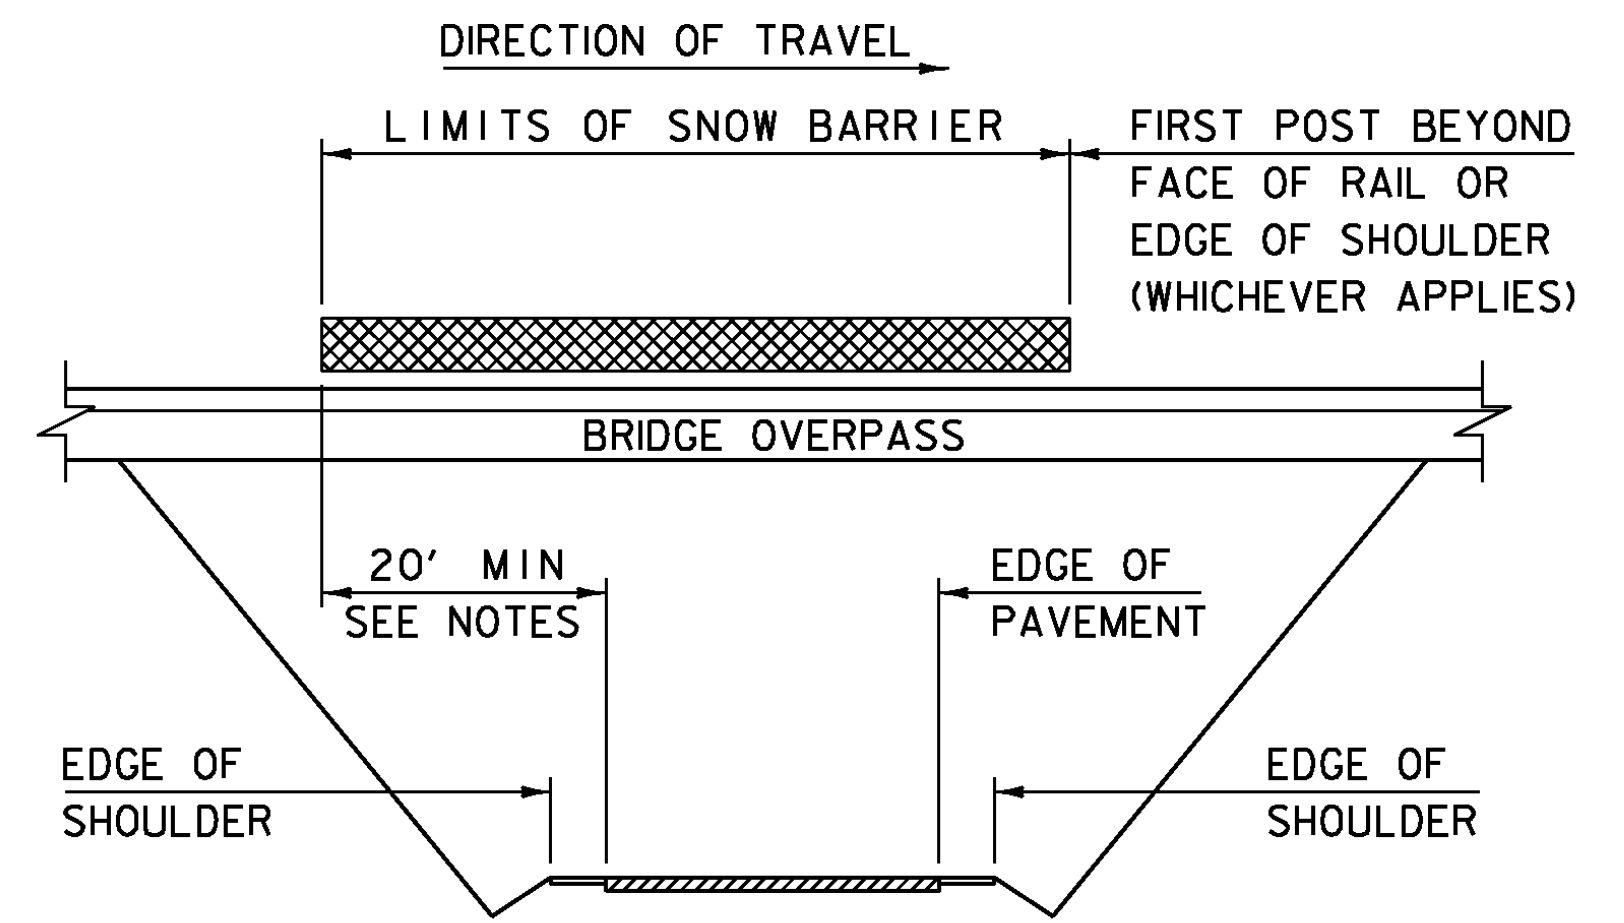 DIRECTION OF TRAVEL
LIMITS OF SNOW BARRIER
FIRST POST BEYOND
FACE OF RAIL OR
EDGE OF SHOULDER
(WHICHEVER APPLIES)
BRIDGE OVERPASS
20' MIN
SEE NOTES
EDGE OF
PAVEMENT
EDGE OF
SHOULDER
EDGE OF
SHOULDER